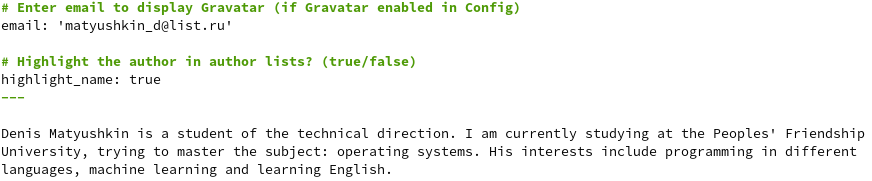 # Enter email to display Gravatar (if Gravatar enabled in Config)
email: 'matyushkin_d@list.ru'
# Highlight the author in author lists? (true/false)
highlight_name: true
---
Denis Matyushkin is a student of the technical direction. I am currently studying at the Peoples' Friendship
University, trying to master the subject: operating systems. His interests include programming in different
languages, machine learning and learning English.